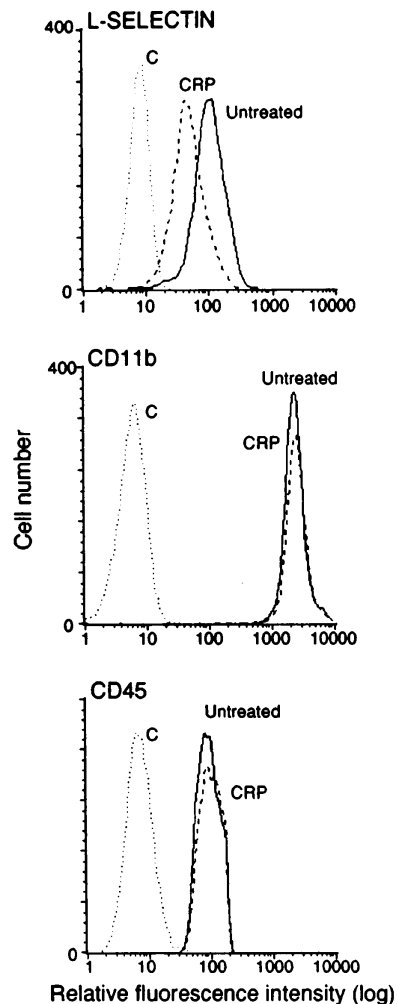 L-SELECTIN
400
C
CRP
Untreated
0
1 10 100 1000 10000
CD11b
400
Untreated
C
CRP
Cell number
0
1 10 100 1000 10000
CD45
Untreated
C
CRP
0
1 10 100 1000 10000
Relative fluorescence intensity (log)